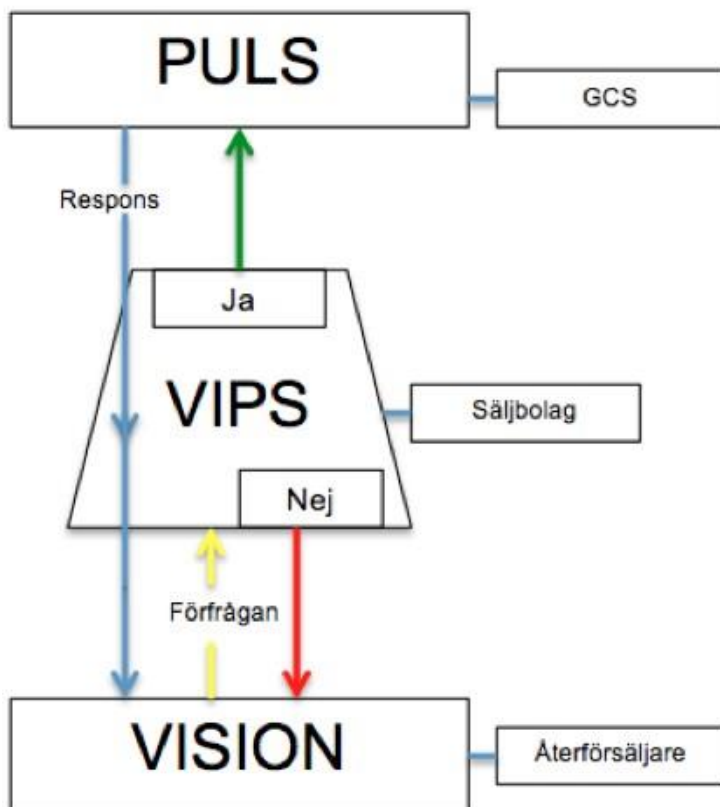 PULS
GCS
Respons
Ja
VIPS
Säljbolag
Nej
Förfrågan
VISION
Återförsäljare